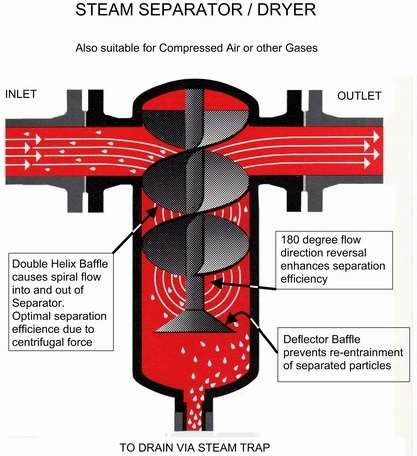 STEAM SEPARATOR / DRYER
Also suitable for Compressed Air or other Gases
INLET
OUTLET
Double Helix Baffle
causes spiral flow
into and out of
Separator.
Optimal separation
efficience due to
centrifugal force
180 degree flow
direction reversal
enhances separation
efficiency
Deflector Baffle
prevents re-entrainment
of separated particles
TO DRAIN VIA STEAM TRAP